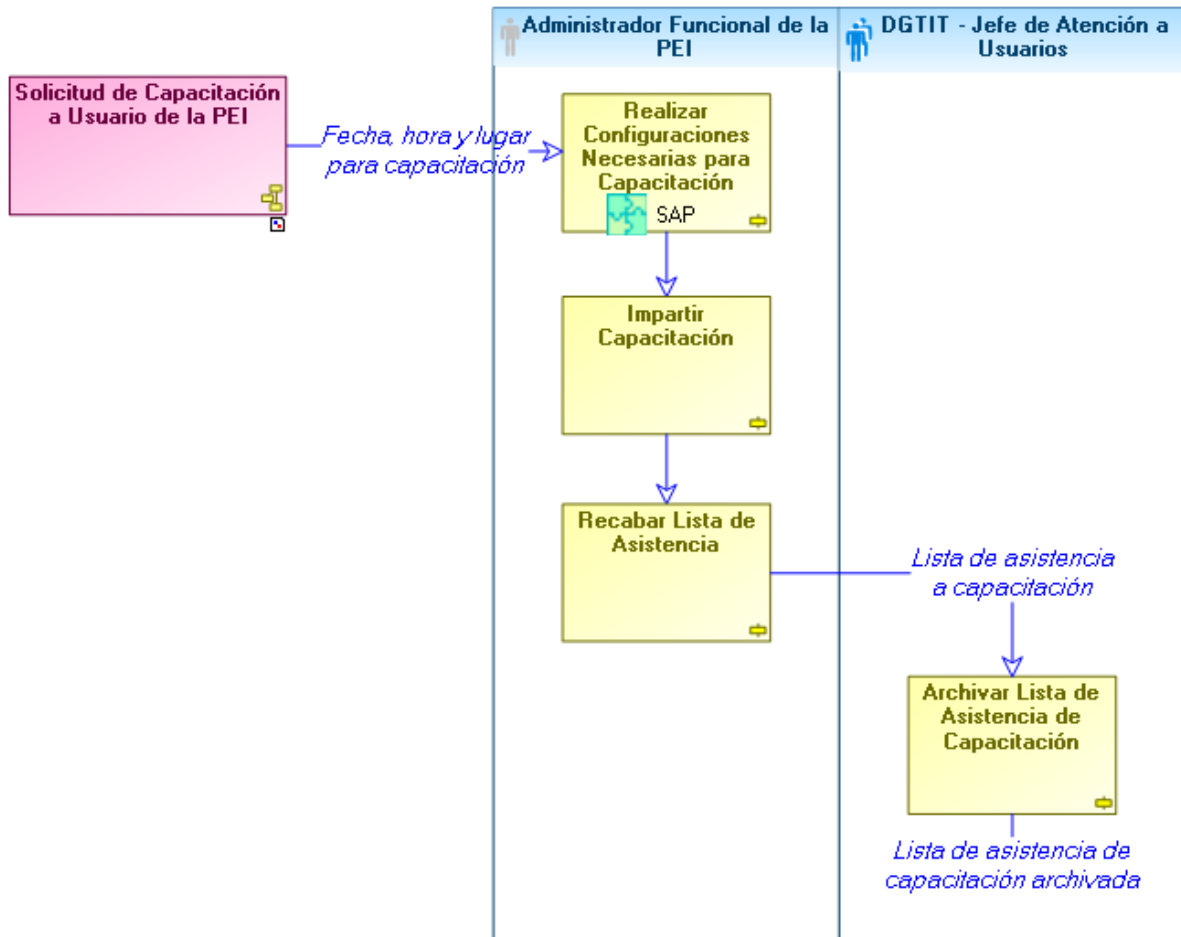 Administrador Funcional de la
PEI
DGTIT - Jefe de Atención a
Usuarios
Solicitud de Capacitación
a Usuario de la PEI
Fecha, hora y lugar
para capacitación
Realizar
Configuraciones
Necesarias para
Capacitación
SAP
Impartir
Capacitación
Recabar Lista de
Asistencia
Lista de asistencia
a capacitación
Archivar Lista de
Asistencia de
Capacitación
Lista de asistencia de
capacitación archivada